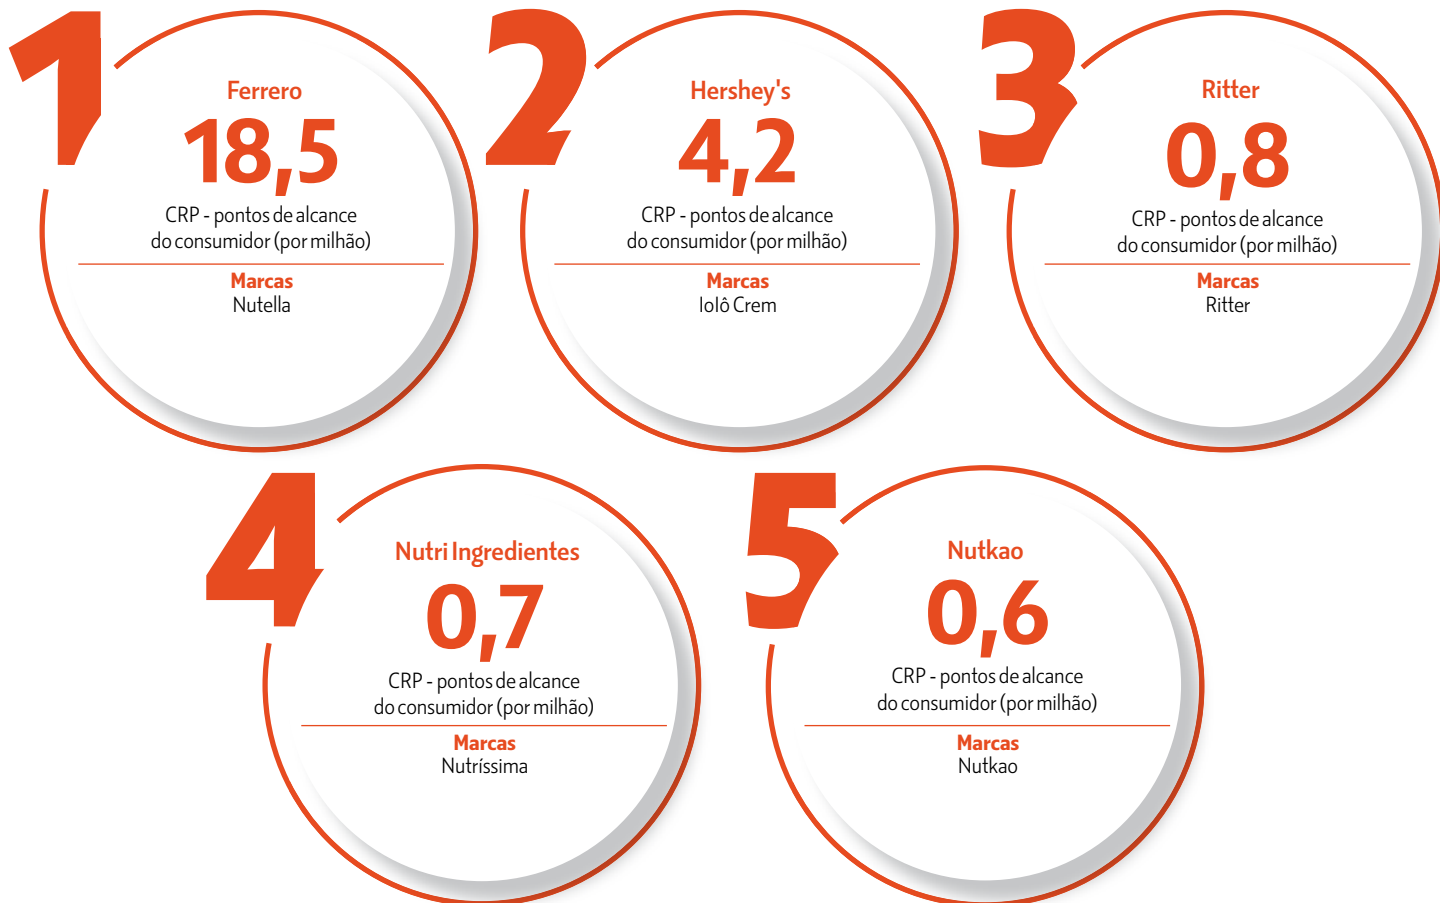 1
Ferrero
18,5
CRP - pontos de alcance
do consumidor (por milhão)
Marcas
Nutella
2
Hershey's
4,2
CRP - pontos de alcance
do consumidor (por milhão)
Marcas
Iolô Crem
3
Ritter
0,8
CRP - pontos de alcance
do consumidor (por milhão)
Marcas
Ritter
4
Nutri Ingredientes
0,7
CRP - pontos de alcance
do consumidor (por milhão)
Marcas
Nutríssima
5
Nutkao
0,6
CRP - pontos de alcance
do consumidor (por milhão)
Marcas
Nutkao